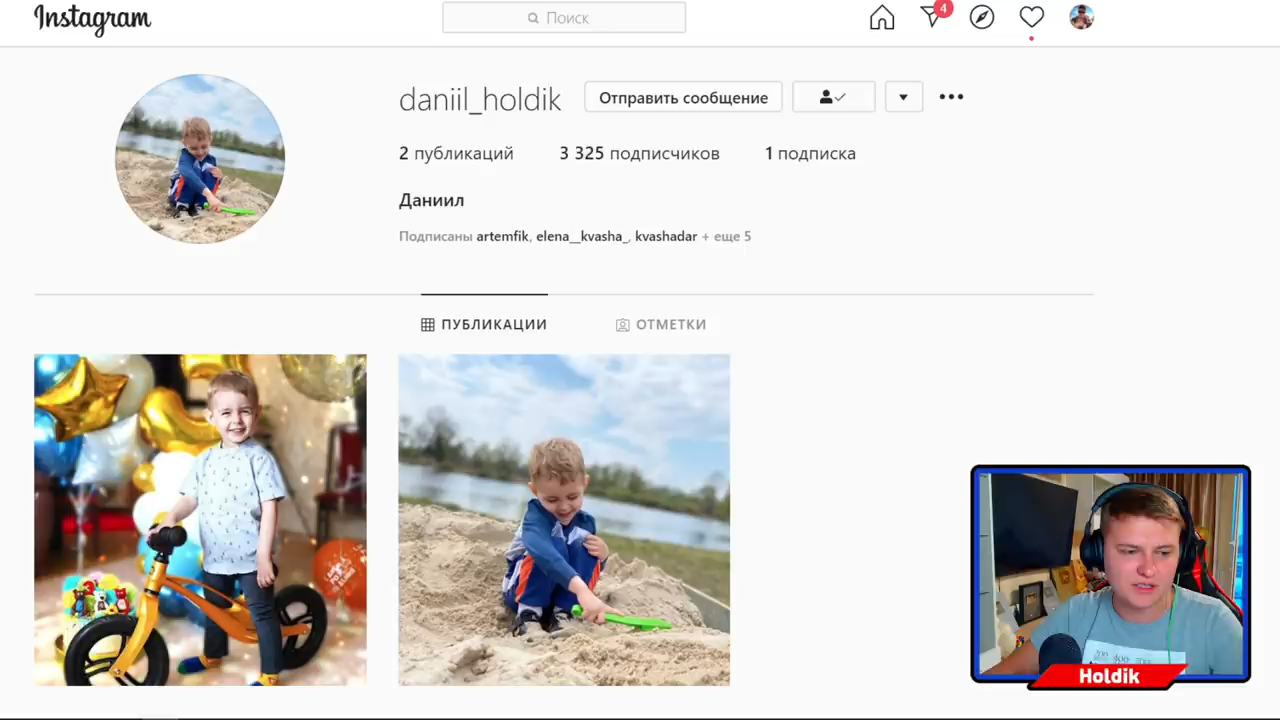 Instagram
Поиск
4
daniil_holdik
Отправить сообщение
2 публикаций
3 325 подписчиков
1 подписка
Даниил
Подписаны artemfik, elena__kvasha_, kvashadar + еще 5
ПУБЛИКАЦИИ
ОТМЕТКИ
Holdik